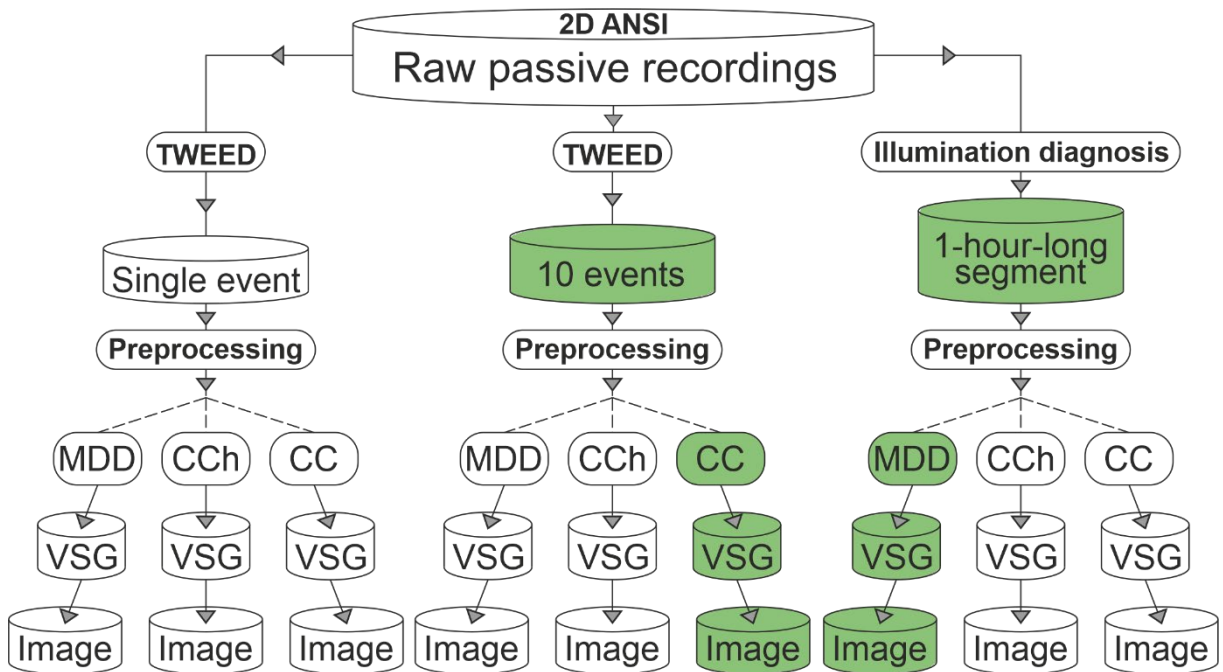 2D ANSI
Raw passive recordings
TWEED
TWEED
Illumination diagnosis
Single event
10 events
1-hour-long
segment
Preprocessing
Preprocessing
Preprocessing
MDD
CCh
CC
MDD
CCh
CC
MDD
CCh
CC
VSG
VSG
VSG
VSG
VSG
VSG
VSG
VSG
VSG
Image
Image
Image
Image
Image
Image
Image
Image
Image